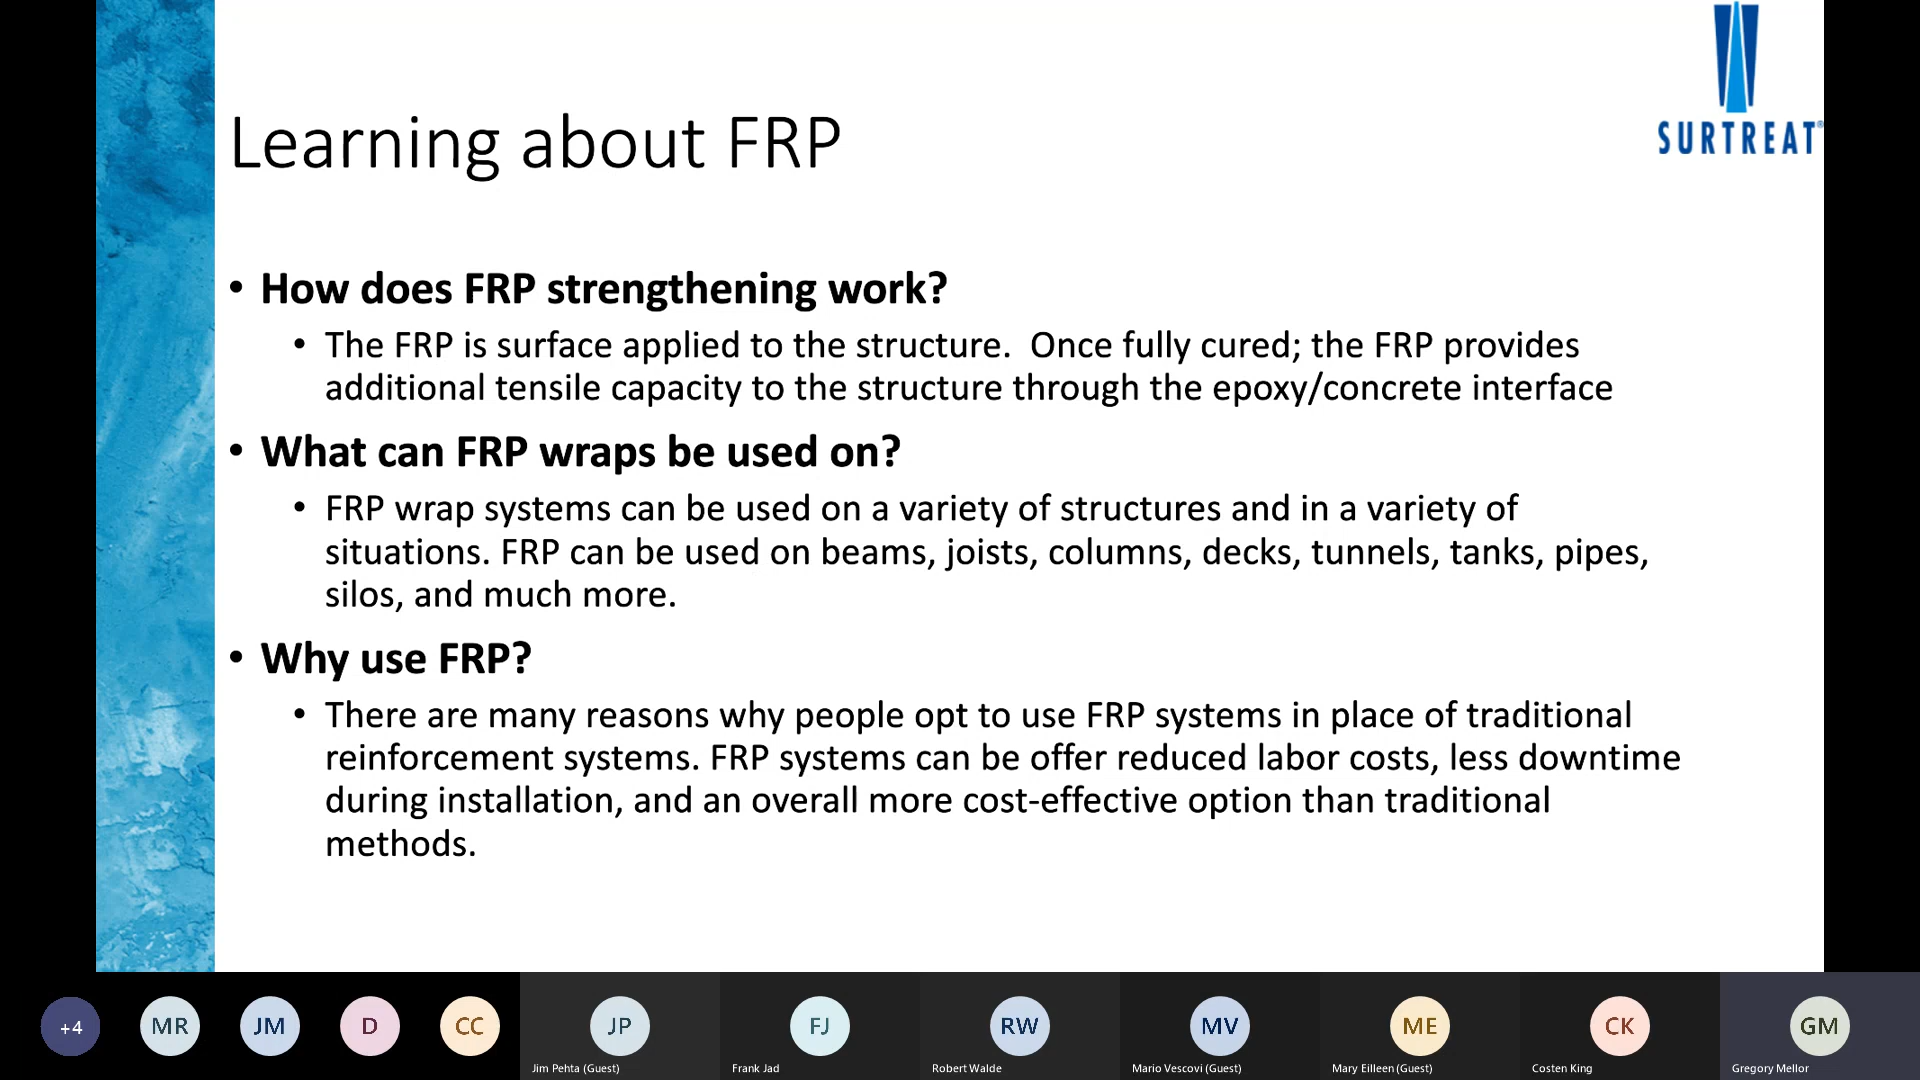 SURTREAT®
Learning about FRP
• How does FRP strengthening work?
• The FRP is surface applied to the structure.  Once fully cured; the FRP provides
additional tensile capacity to the structure through the epoxy/concrete interface
• What can FRP wraps be used on?
• FRP wrap systems can be used on a variety of structures and in a variety of
situations. FRP can be used on beams, joists, columns, decks, tunnels, tanks, pipes,
silos, and much more.
• Why use FRP?
• There are many reasons why people opt to use FRP systems in place of traditional
reinforcement systems. FRP systems can be offer reduced labor costs, less downtime
during installation, and an overall more cost-effective option than traditional
methods.
+4 MR JM D CC JP FJ RW MV ME CK GM
Jim Pehta (Guest) Frank Jad Robert Walde Mario Vescovi (Guest) Mary Eilleen (Guest) Costen King Gregory Mellor